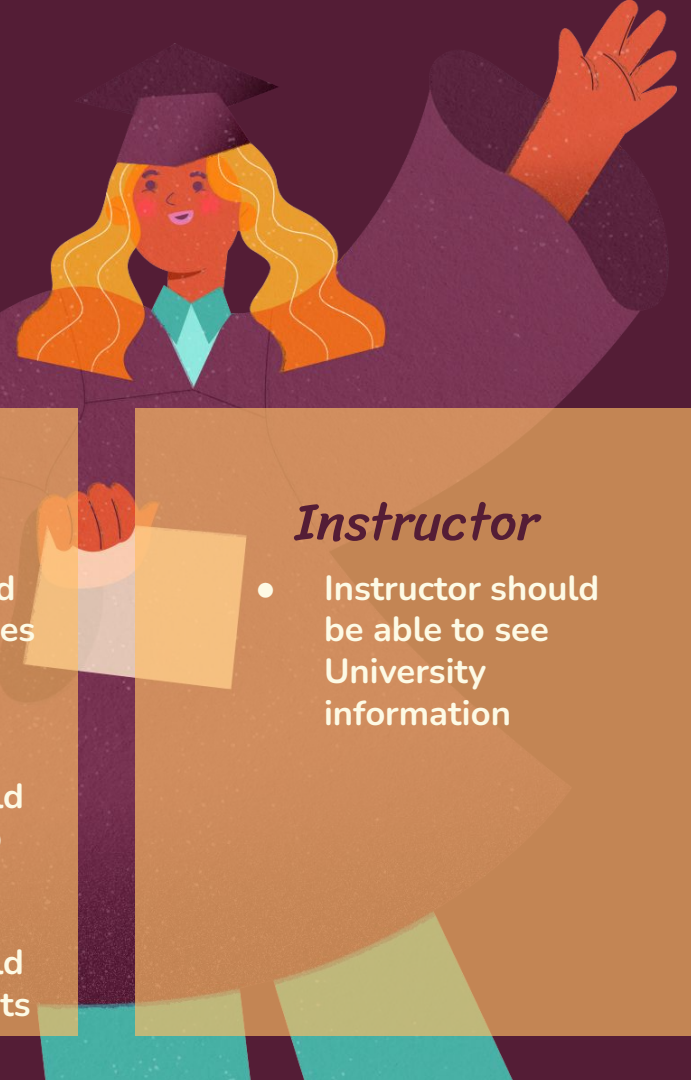 Instructor
● Instructor should
be able to see
University
information